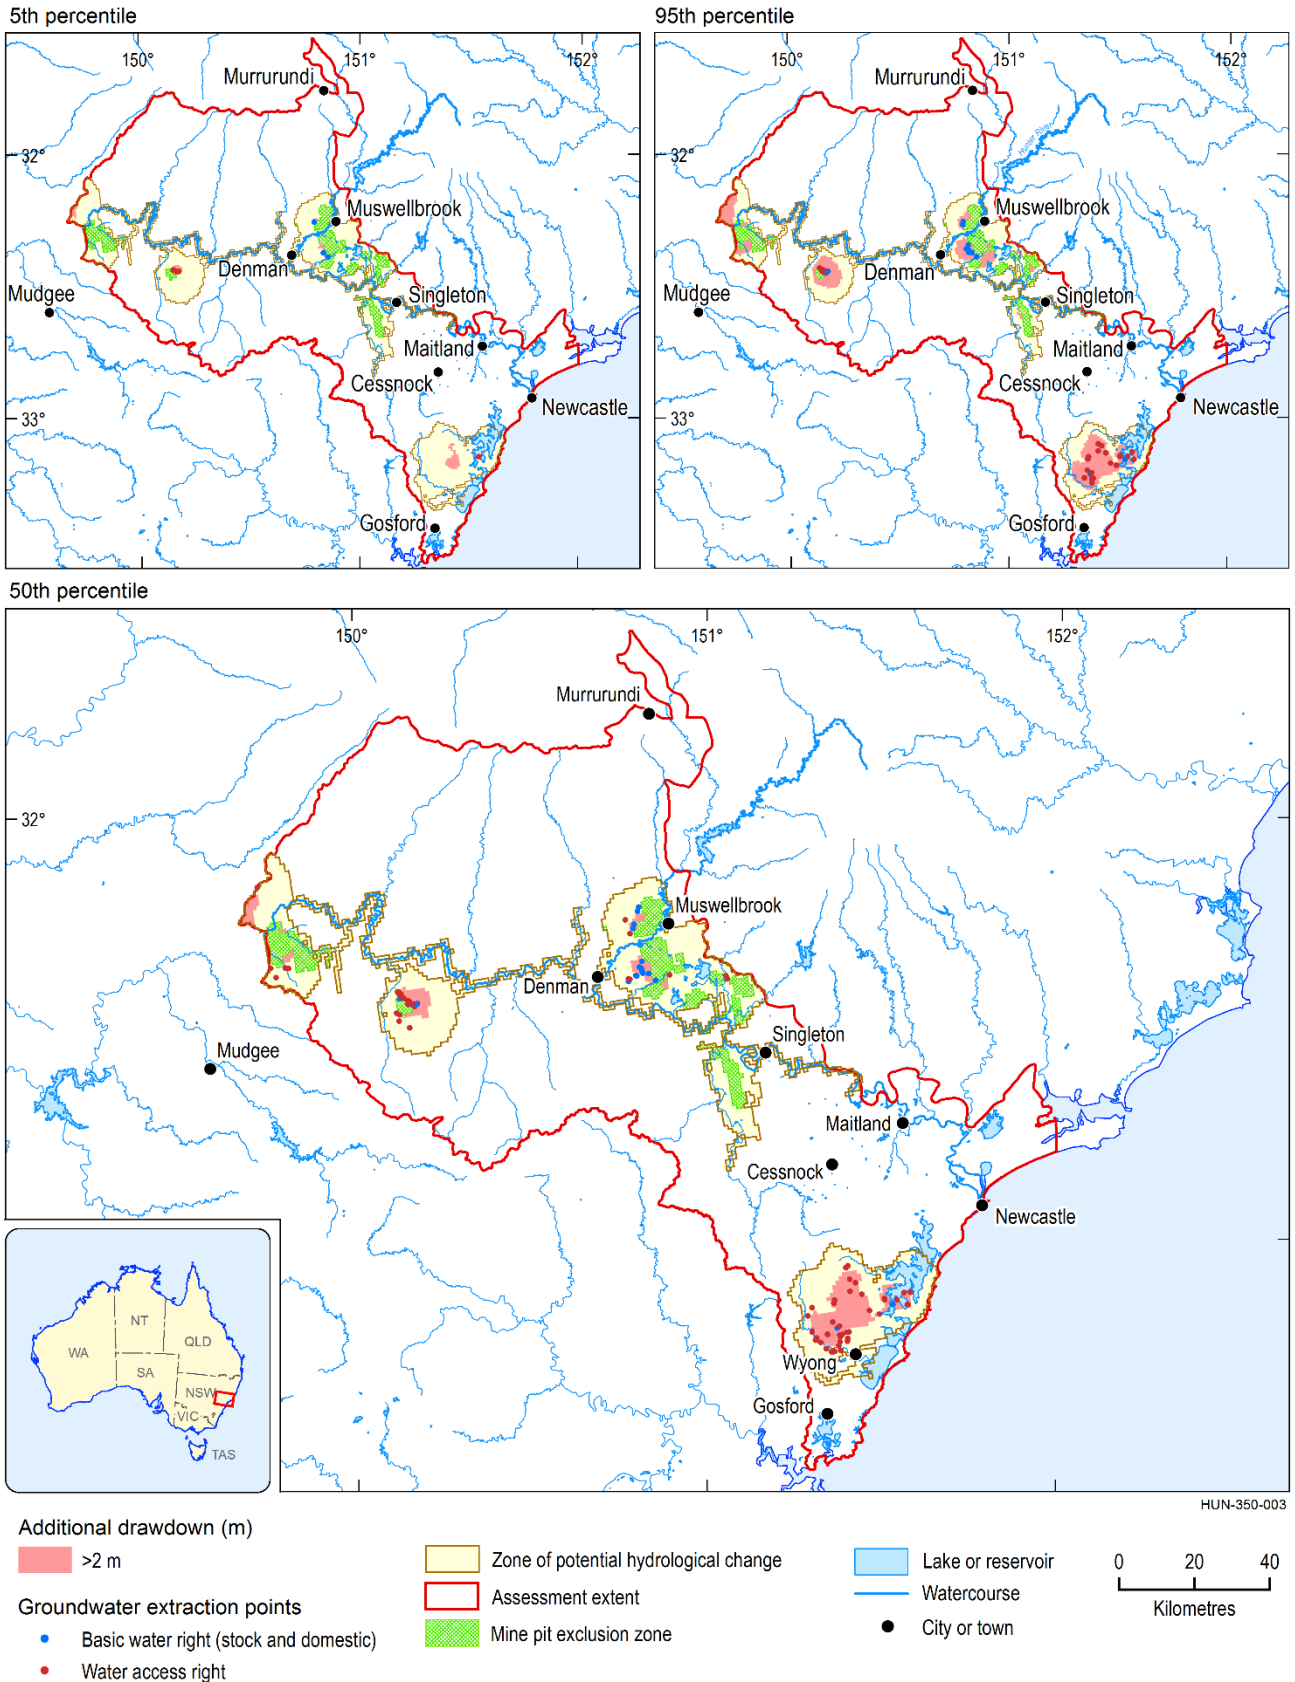 5th percentile
150°
151°
152°
Murrurundi
32°
Muswellbrook
Denman
Mudgee
Singleton
Maitland
Cessnock
Newcastle
33°
Gosford
95th percentile
150°
151°
152°
Murrurundi
Hunter River
32°
Muswellbrook
Denman
Mudgee
Singleton
Maitland
Cessnock
Newcastle
33°
Gosford
50th percentile
150°
151°
152°
Murrurundi
32°
Muswellbrook
Denman
Singleton
Mudgee
Maitland
Cessnock
Newcastle
Wyong
Gosford
NT
WA
QLD
SA
NSW
VIC
TAS
HUN-350-003
Additional drawdown (m)
>2 m
Groundwater extraction points
Basic water right (stock and domestic)
Water access right
Zone of potential hydrological change
Assessment extent
Mine pit exclusion zone
Lake or reservoir
Watercourse
City or town
0 20 40
Kilometres